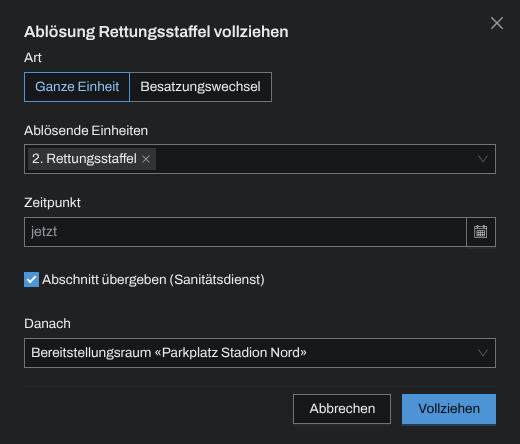 Ablösung Rettungsstaffel vollziehen
Art
Ganze Einheit Besatzungswechsel
Ablösende Einheiten
2. Rettungsstaffel
Zeitpunkt
jetzt
Abschnitt übergeben (Sanitätsdienst)
Danach
Bereitstellungsraum «Parkplatz Stadion Nord»
Abbrechen Vollziehen